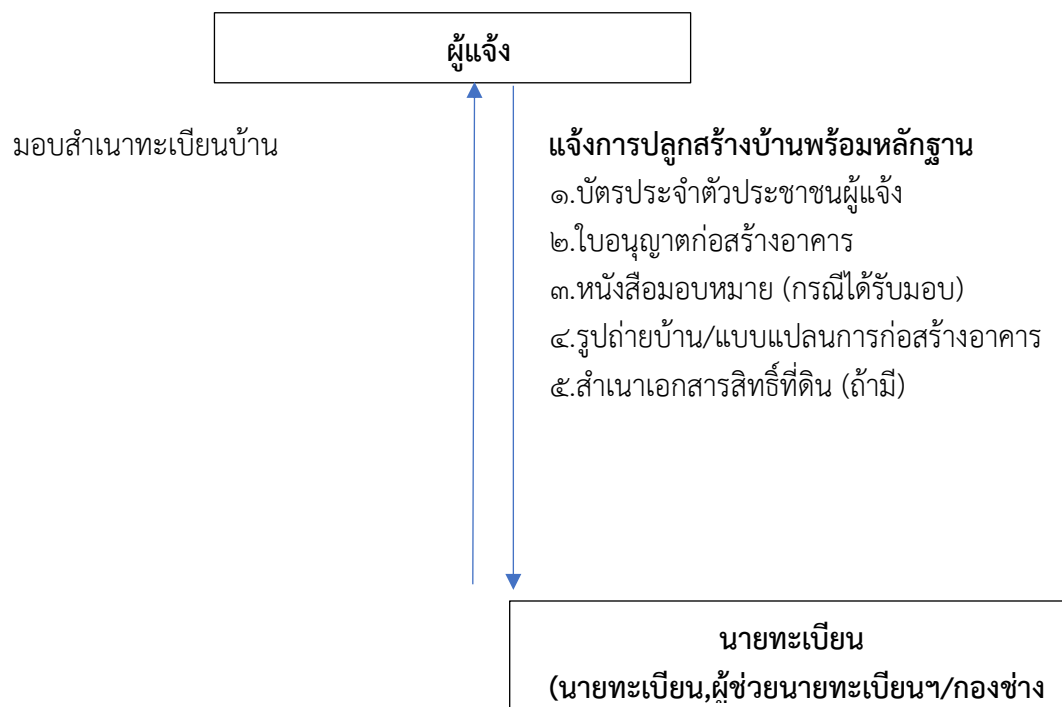 ผู้แจ้ง
มอบสำเนาทะเบียนบ้าน
แจ้งการปลูกสร้างบ้านพร้อมหลักฐาน
๑.บัตรประจำตัวประชาชนผู้แจ้ง
๒.ใบอนุญาตก่อสร้างอาคาร
๓.หนังสือมอบหมาย (กรณีได้รับมอบ)
๔.รูปถ่ายบ้าน/แบบแปลนการก่อสร้างอาคาร
๕.สำเนาเอกสารสิทธิ์ที่ดิน (ถ้ามี)
นายทะเบียน
(นายทะเบียน,ผู้ช่วยนายทะเบียนฯ/กองช่าง